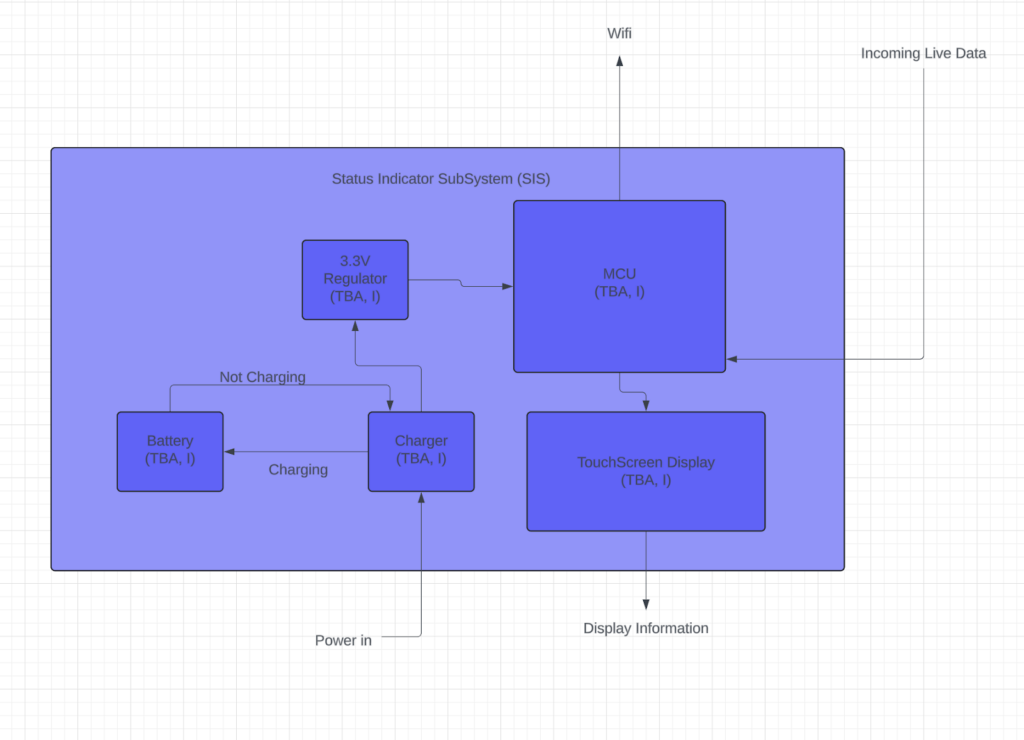 Wifi
Incoming Live Data
Status Indicator SubSystem (SIS)
3.3V
Regulator
(TBA, I)
MCU
(TBA, I)
Not Charging
Battery
(TBA, I)
Charger
(TBA, I)
Charging
TouchScreen Display
(TBA, I)
Power in
Display Information